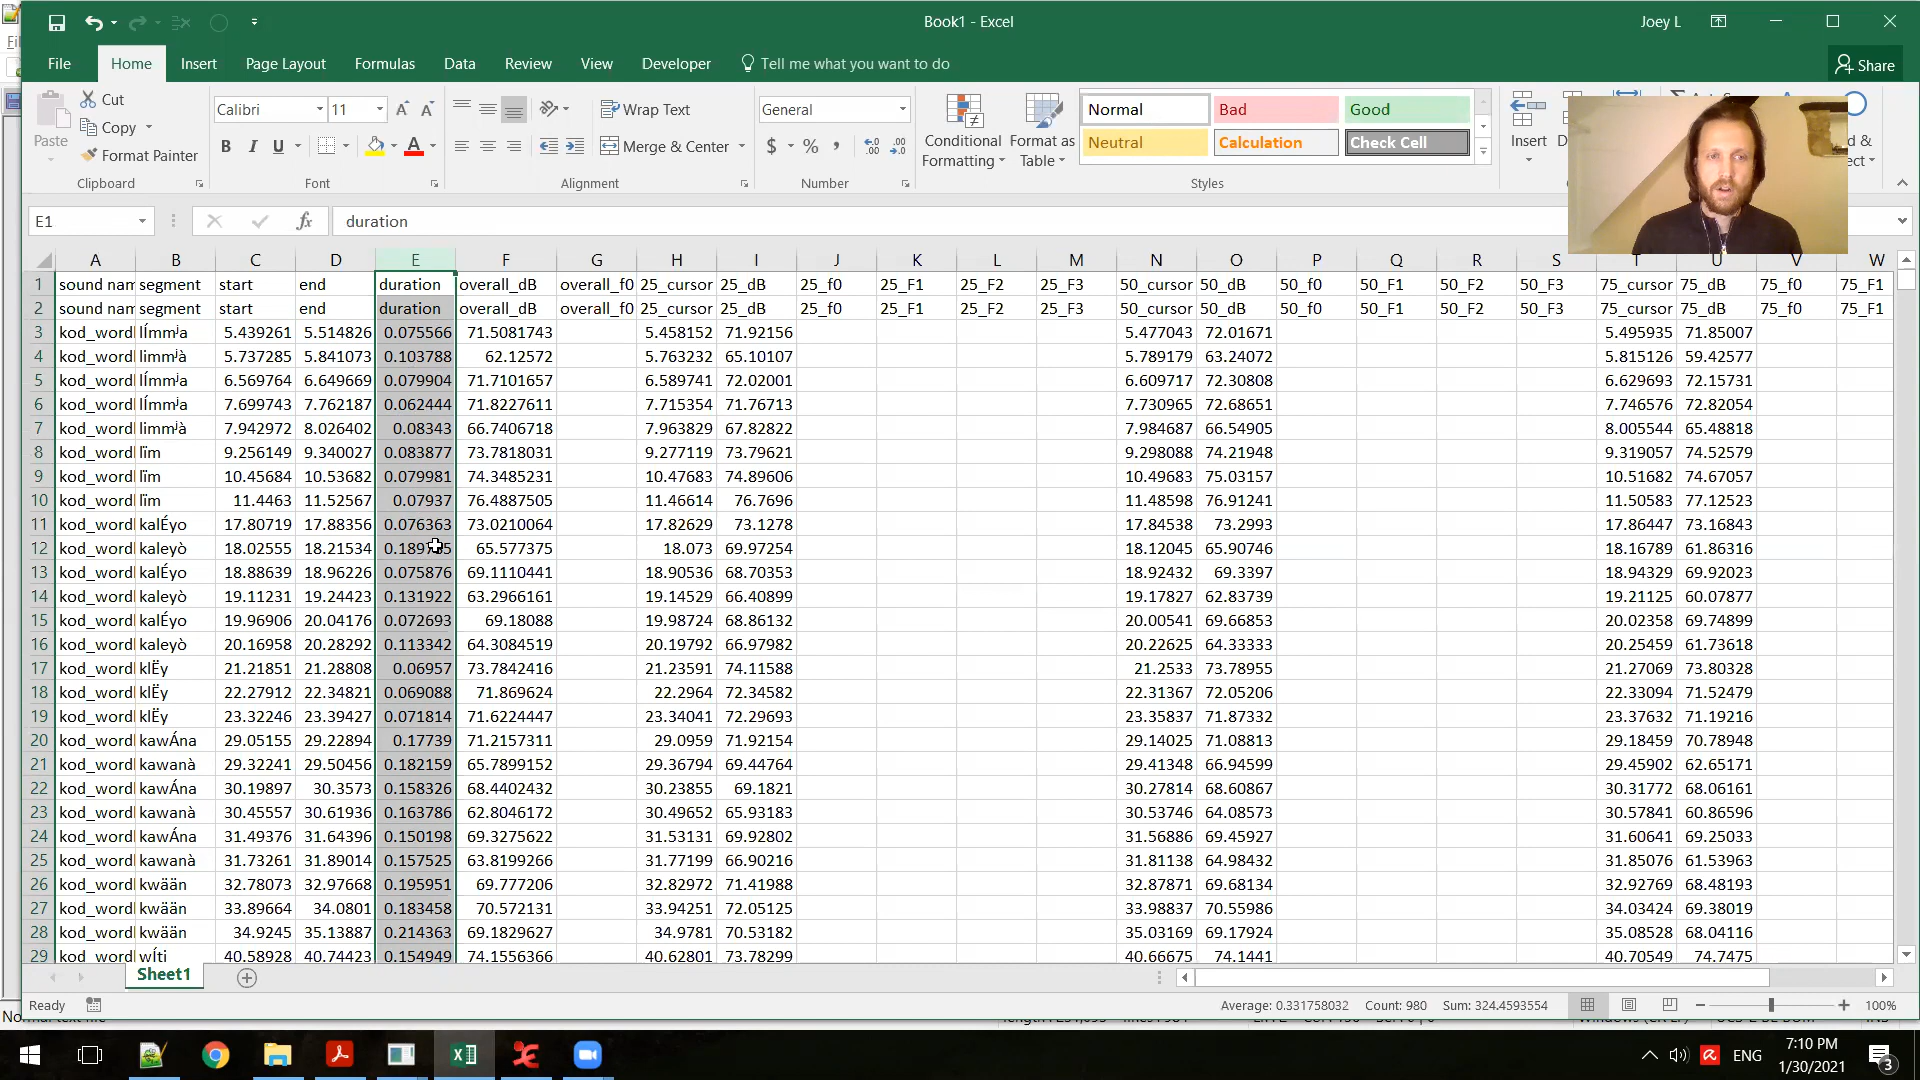 Book1 - Excel
Joey L
File Home Insert Page Layout Formulas Data Review View Developer Tell me what you want to do Share
Paste Cut Copy Format Painter Clipboard
Calibri 11 B I U Font
Wrap Text Merge & Center Alignment
General $ % , Number
Conditional Formatting Format as Table
Normal Bad Good
Neutral Calculation Check Cell
Styles
Insert
E1 fx duration
A B C D E F G H I J K L M N O P Q R S T U V W
1 sound nam segment start end duration overall_dB overall_f0 25_cursor 25_dB 25_f0 25_F1 25_F2 25_F3 50_cursor 50_dB 50_f0 50_F1 50_F2 50_F3 75_cursor 75_dB 75_f0 75_F1
2 sound nam segment start end duration overall_dB overall_f0 25_cursor 25_dB 25_f0 25_F1 25_F2 25_F3 50_cursor 50_dB 50_f0 50_F1 50_F2 50_F3 75_cursor 75_dB 75_f0 75_F1
3 kod_word lÍmmʲa 5.439261 5.514826 0.075566 71.5081743 5.458152 71.92156 5.477043 72.01671 5.495935 71.85007
4 kod_word limmʲà 5.737285 5.841073 0.103788 62.12572 5.763232 65.10107 5.789179 63.24072 5.815126 59.42577
5 kod_word lÍmmʲa 6.569764 6.649669 0.079904 71.7101657 6.589741 72.02001 6.609717 72.30808 6.629693 72.15731
6 kod_word lÍmmʲa 7.699743 7.762187 0.062444 71.8227611 7.715354 71.76713 7.730965 72.68651 7.746576 72.82054
7 kod_word limmʲà 7.942972 8.026402 0.08343 66.7406718 7.963829 67.82822 7.984687 66.54905 8.005544 65.48818
8 kod_word lïm 9.256149 9.340027 0.083877 73.7818031 9.277119 73.79621 9.298088 74.21948 9.319057 74.52579
9 kod_word lïm 10.45684 10.53682 0.079981 74.3485231 10.47683 74.89606 10.49683 75.03157 10.51682 74.67057
10 kod_word lïm 11.4463 11.52567 0.07937 76.4887505 11.46614 76.7696 11.48598 76.91241 11.50583 77.12523
11 kod_word kalÉyo 17.80719 17.88356 0.076363 73.0210064 17.82629 73.1278 17.84538 73.2993 17.86447 73.16843
12 kod_word kaleyò 18.02555 18.21534 65.577375 18.073 69.97254 18.12045 65.90746 18.16789 61.86316
13 kod_word kalÉyo 18.88639 18.96226 0.075876 69.1110441 18.90536 68.70353 18.92432 69.3397 18.94329 69.92023
14 kod_word kaleyò 19.11231 19.24423 0.131922 63.2966161 19.14529 66.40899 19.17827 62.83739 19.21125 60.07877
15 kod_word kalÉyo 19.96906 20.04176 0.072693 69.18088 19.98724 68.86132 20.00541 69.66853 20.02358 69.74899
16 kod_word kaleyò 20.16958 20.28292 0.113342 64.3084519 20.19792 66.97982 20.22625 64.33333 20.25459 61.73618
17 kod_word klËy 21.21851 21.28808 0.06957 73.7842416 21.23591 74.11588 21.2533 73.78955 21.27069 73.80328
18 kod_word klËy 22.27912 22.34821 0.069088 71.869624 22.2964 72.34582 22.31367 72.05206 22.33094 71.52479
19 kod_word klËy 23.32246 23.39427 0.071814 71.6224447 23.34041 72.29693 23.35837 71.87332 23.37632 71.19216
20 kod_word kawÁna 29.05155 29.22894 0.17739 71.2157311 29.0959 71.92154 29.14025 71.08813 29.18459 70.78948
21 kod_word kawanà 29.32241 29.50456 0.182159 65.7899152 29.36794 69.44764 29.41348 66.94599 29.45902 62.65171
22 kod_word kawÁna 30.19897 30.3573 0.158326 68.4402432 30.23855 69.1821 30.27814 68.60867 30.31772 68.06161
23 kod_word kawanà 30.45557 30.61936 0.163786 62.8046172 30.49652 65.93183 30.53746 64.08573 30.57841 60.86596
24 kod_word kawÁna 31.49376 31.64396 0.150198 69.3275622 31.53131 69.92802 31.56886 69.45927 31.60641 69.25033
25 kod_word kawanà 31.73261 31.89014 0.157525 63.8199266 31.77199 66.90216 31.81138 64.98432 31.85076 61.53963
26 kod_word kwään 32.78073 32.97668 0.195951 69.777206 32.82972 71.41988 32.87871 69.68134 32.92769 68.48193
27 kod_word kwään 33.89664 34.0801 0.183458 70.572131 33.94251 72.05125 33.98837 70.55986 34.03424 69.38019
28 kod_word kwään 34.9245 35.13887 0.214363 69.1829627 34.9781 70.53182 35.03169 69.17924 35.08528 68.04116
29 kod_word wÍti 40.58928 40.74423 0.154949 74.1556366 40.62801 73.78299 40.66675 74.1441 40.70549 74.7475
Sheet1
Ready Average: 0.331758032 Count: 980 Sum: 324.4593554 100%
ENG 7:10 PM
1/30/2021
3